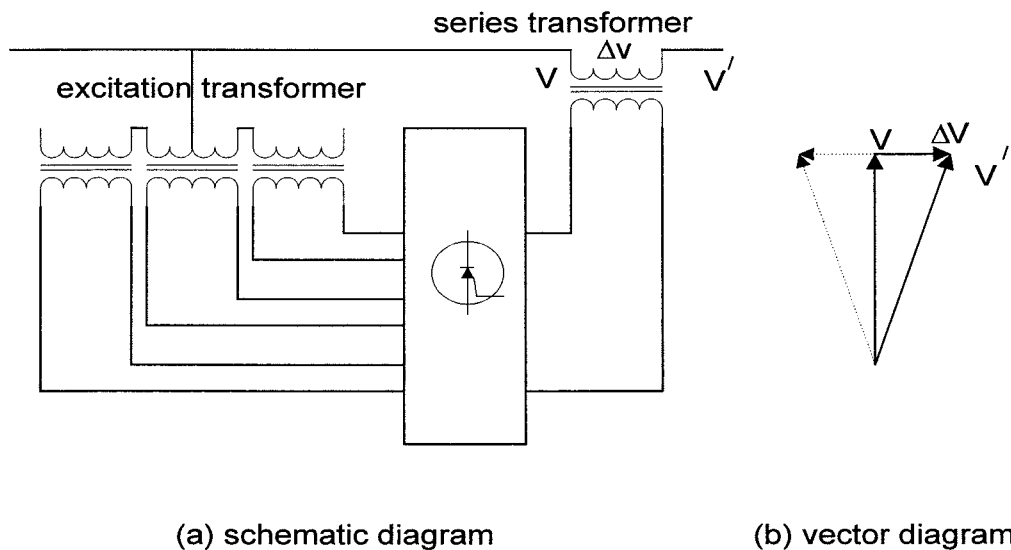 series transformer
ΔV
V
V′
excitation transformer
V
ΔV
V′
(a) schematic diagram
(b) vector diagram